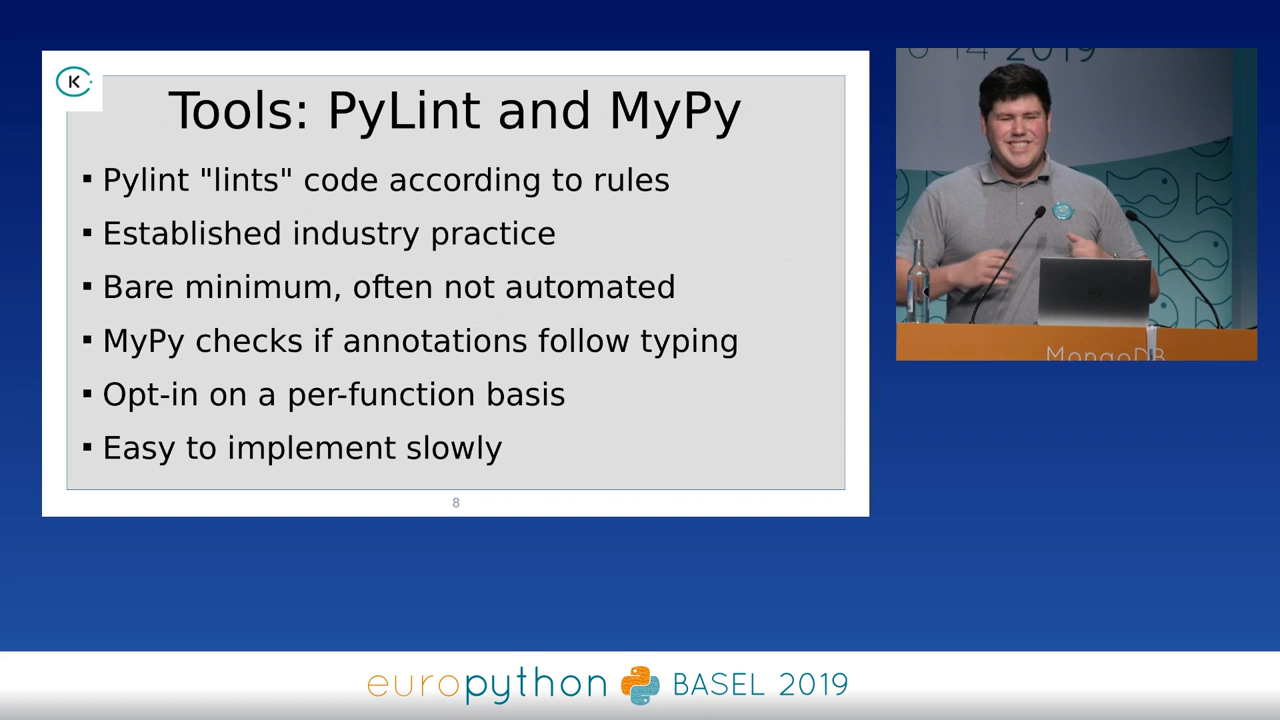 K
Tools: PyLint and MyPy
▪ Pylint "lints" code according to rules
▪ Established industry practice
▪ Bare minimum, often not automated
▪ MyPy checks if annotations follow typing
▪ Opt-in on a per-function basis
▪ Easy to implement slowly
8
2019
MongoDB
europython BASEL 2019